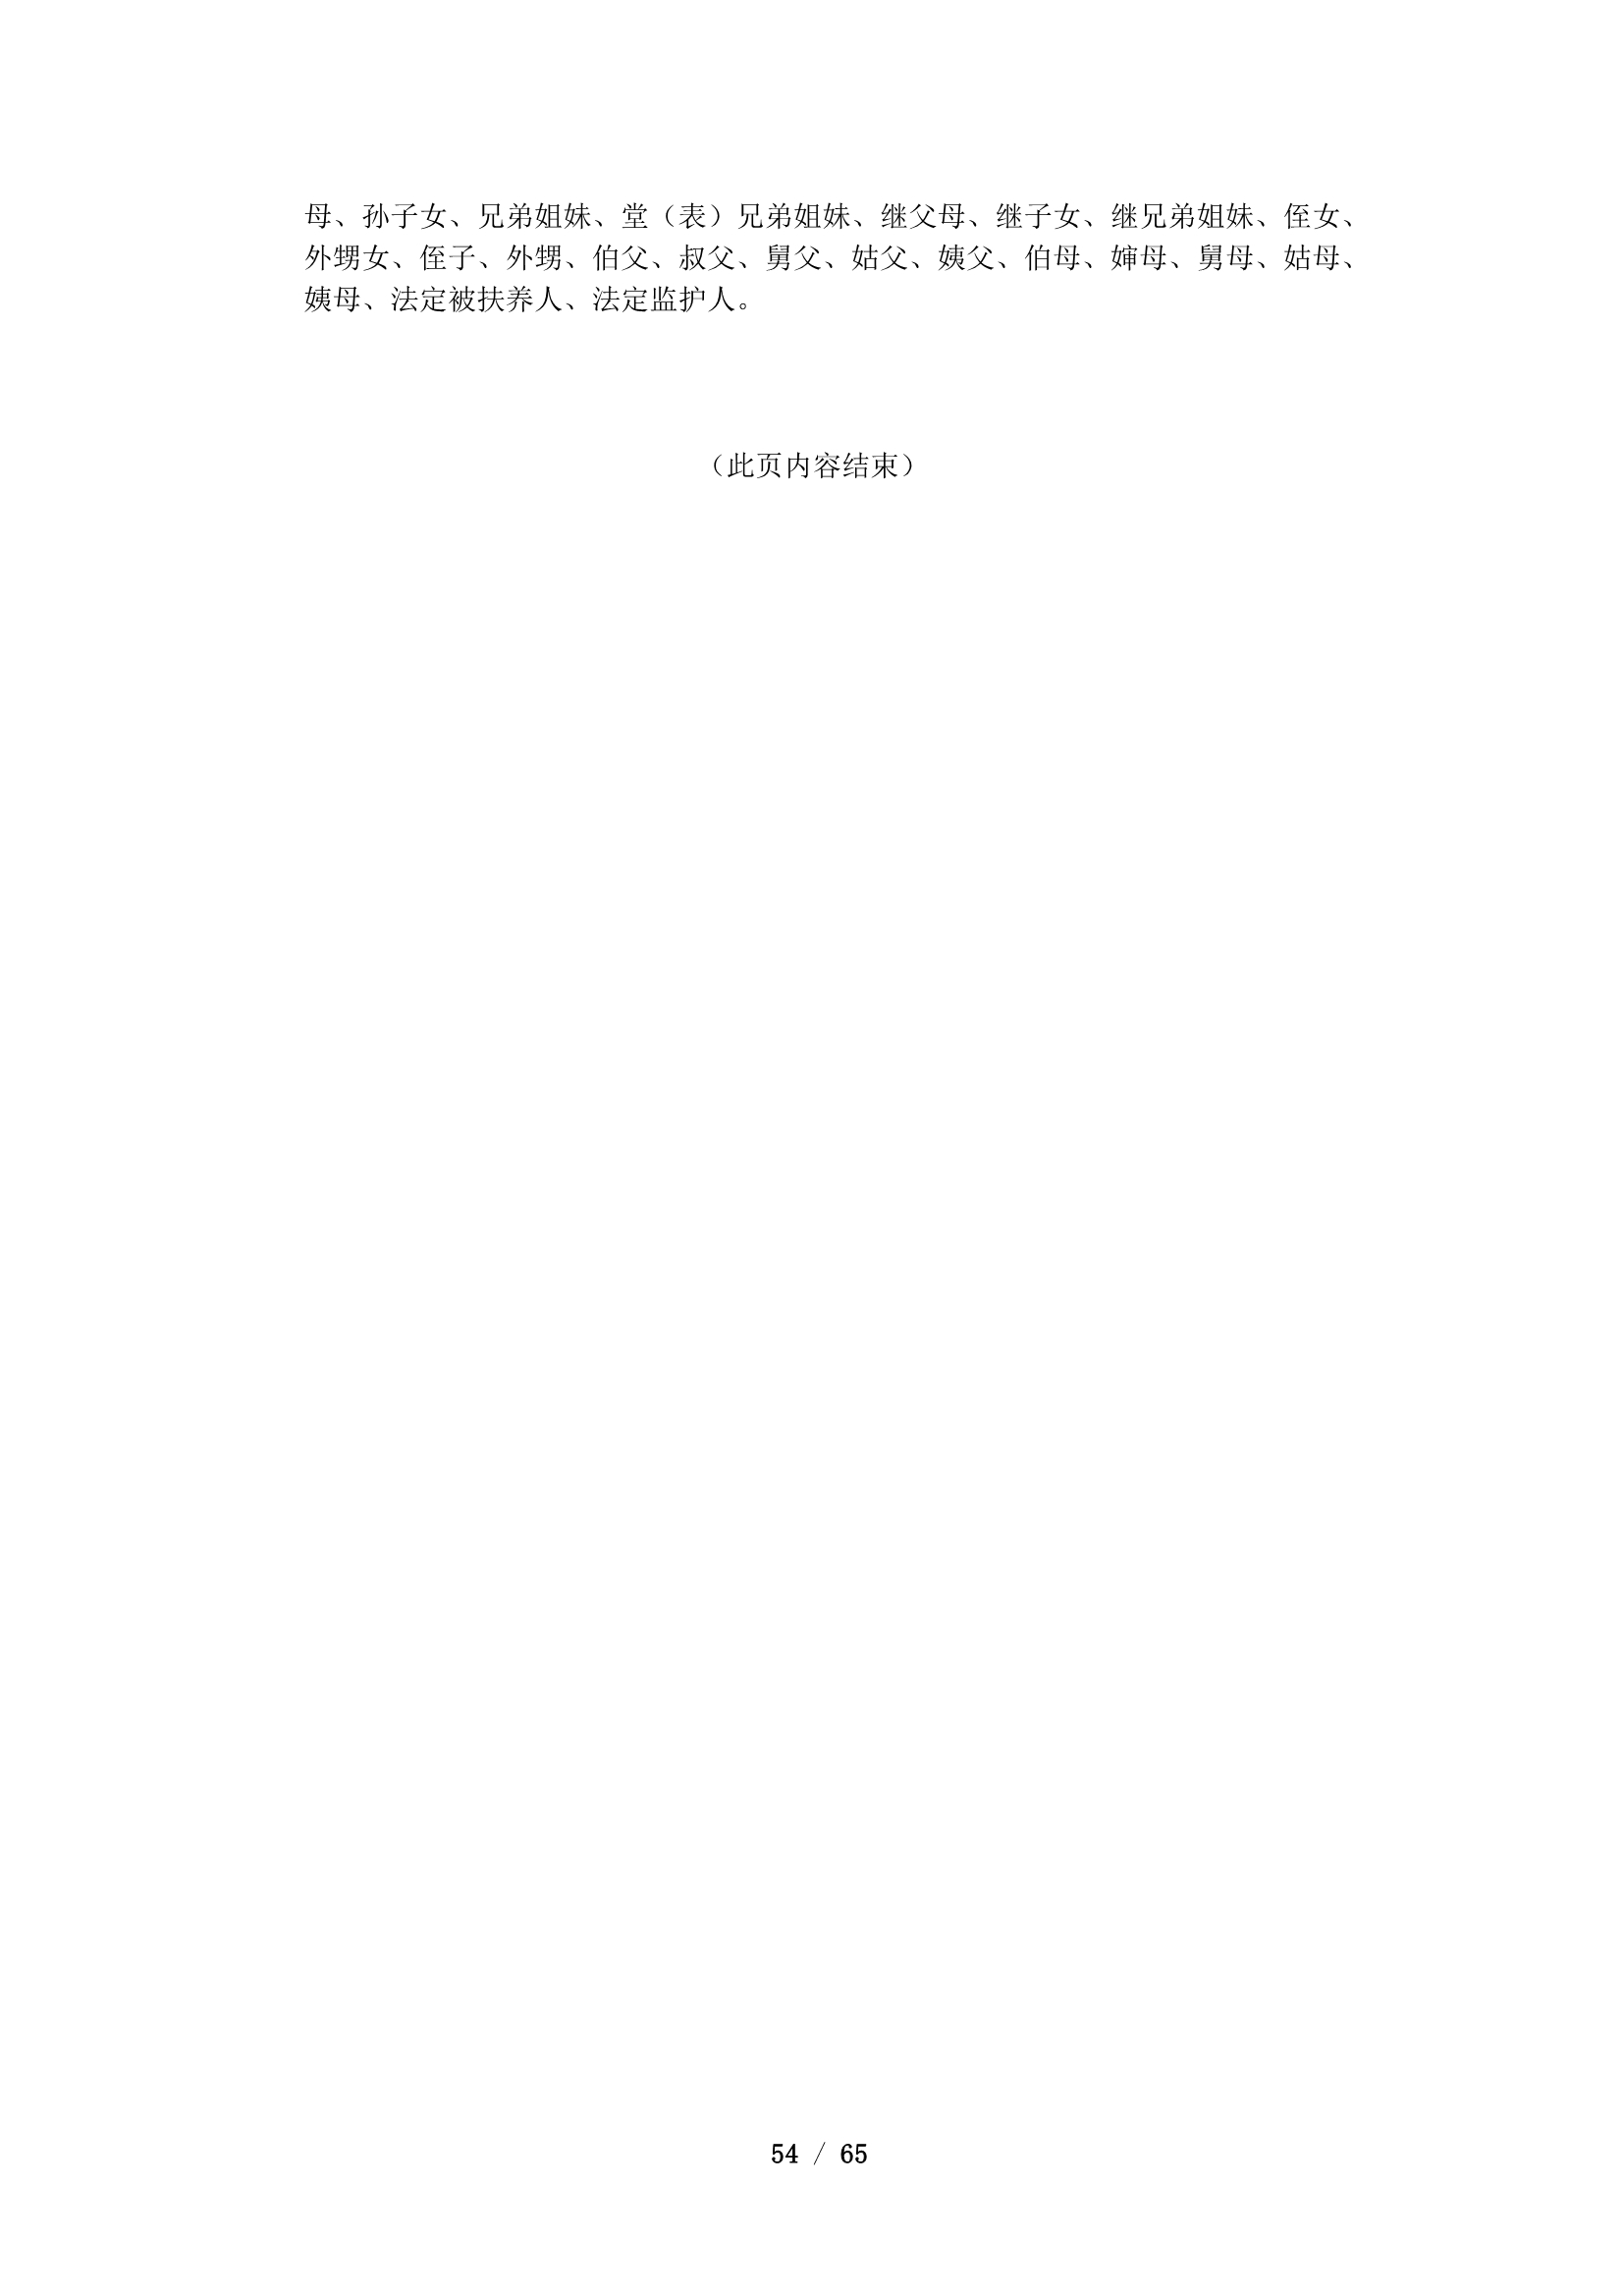 母、孙子女、兄弟姐妹、堂（表）兄弟姐妹、继父母、继子女、继兄弟姐妹、侄女、
外甥女、侄子、外甥、伯父、叔父、舅父、姑父、姨父、伯母、婶母、舅母、姑母、
姨母、法定被扶养人、法定监护人。
（此页内容结束）
54 / 65